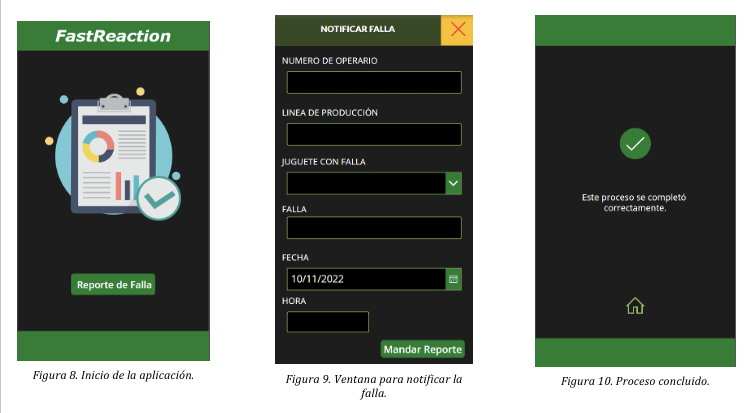 FastReaction
Reporte de Falla
Figura 8. Inicio de la aplicación.
NOTIFICAR FALLA
NUMERO DE OPERARIO
LINEA DE PRODUCCIÓN
JUGUETE CON FALLA
FALLA
FECHA
10/11/2022
HORA
Mandar Reporte
Figura 9. Ventana para notificar la
falla.
Este proceso se completó
correctamente.
Figura 10. Proceso concluido.